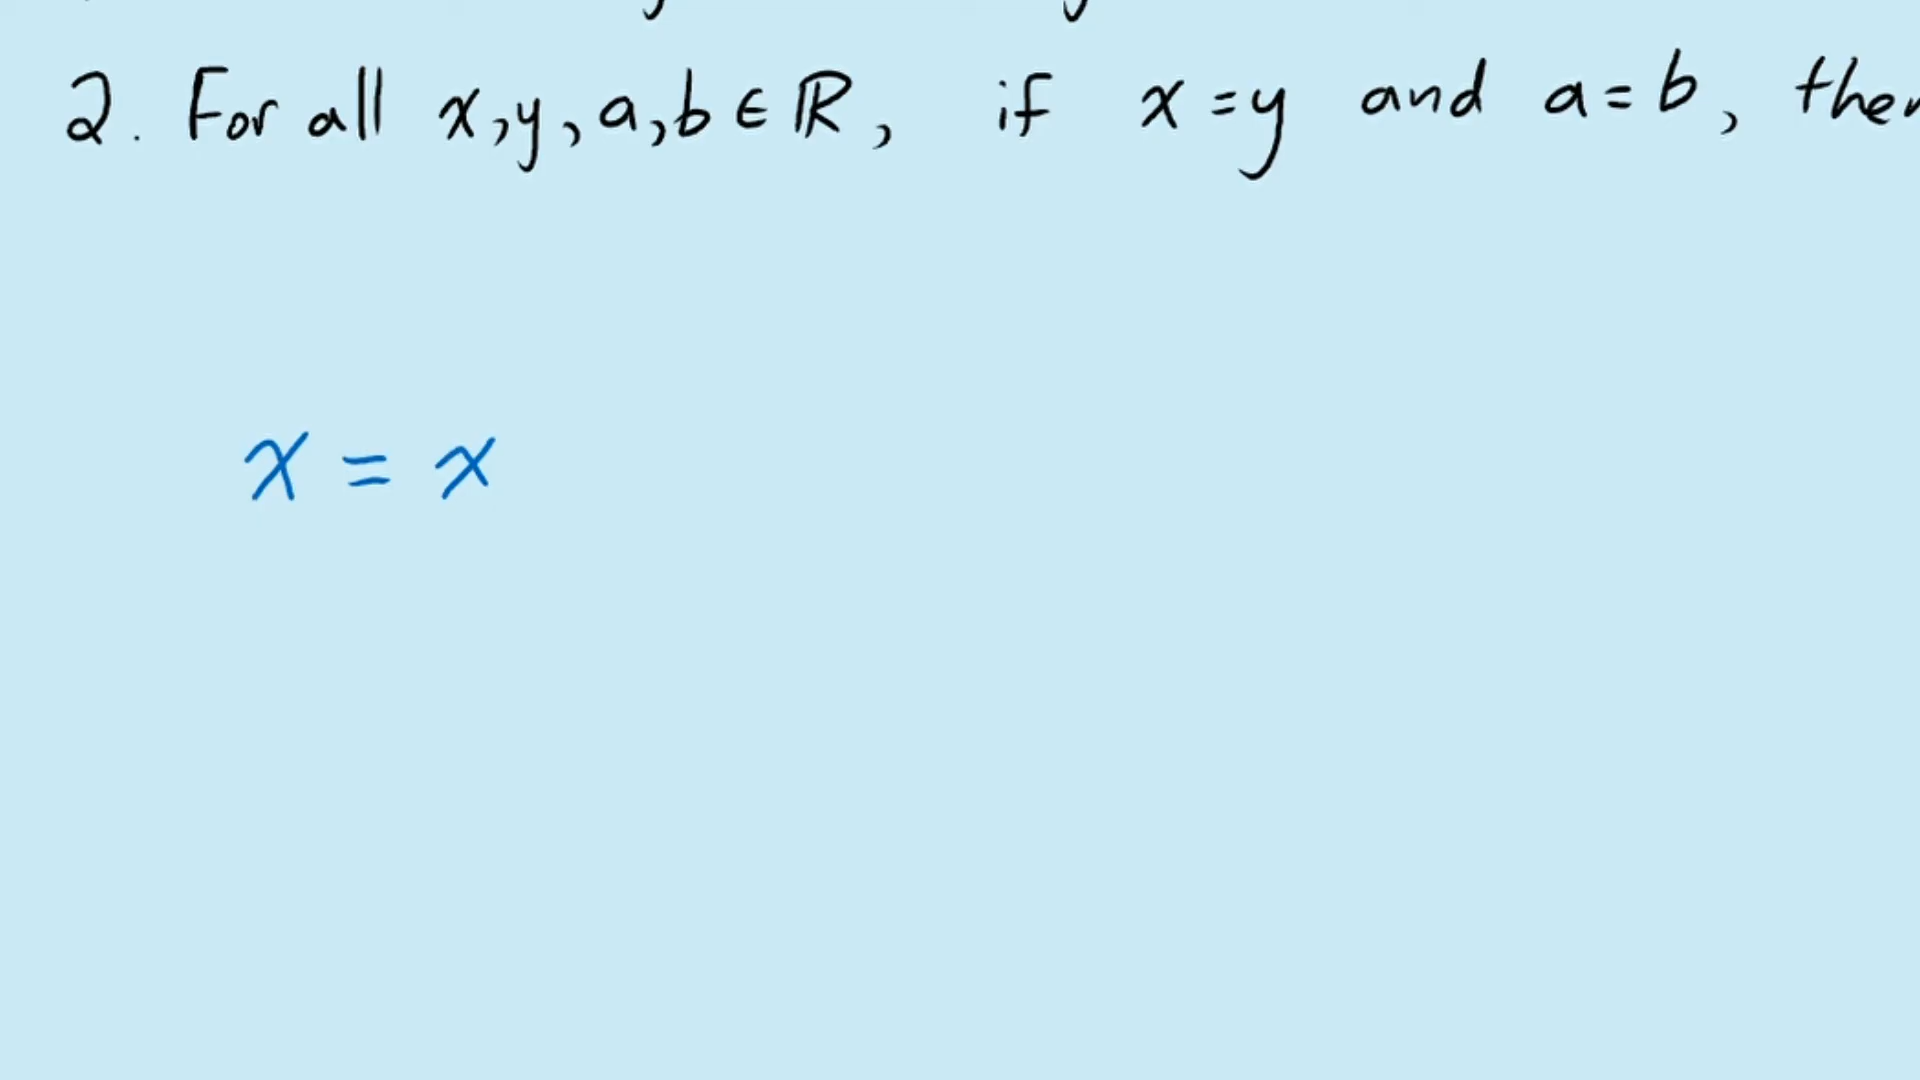 2. For all x, y, a, b ∈ ℝ, if x = y and a = b,
x = x